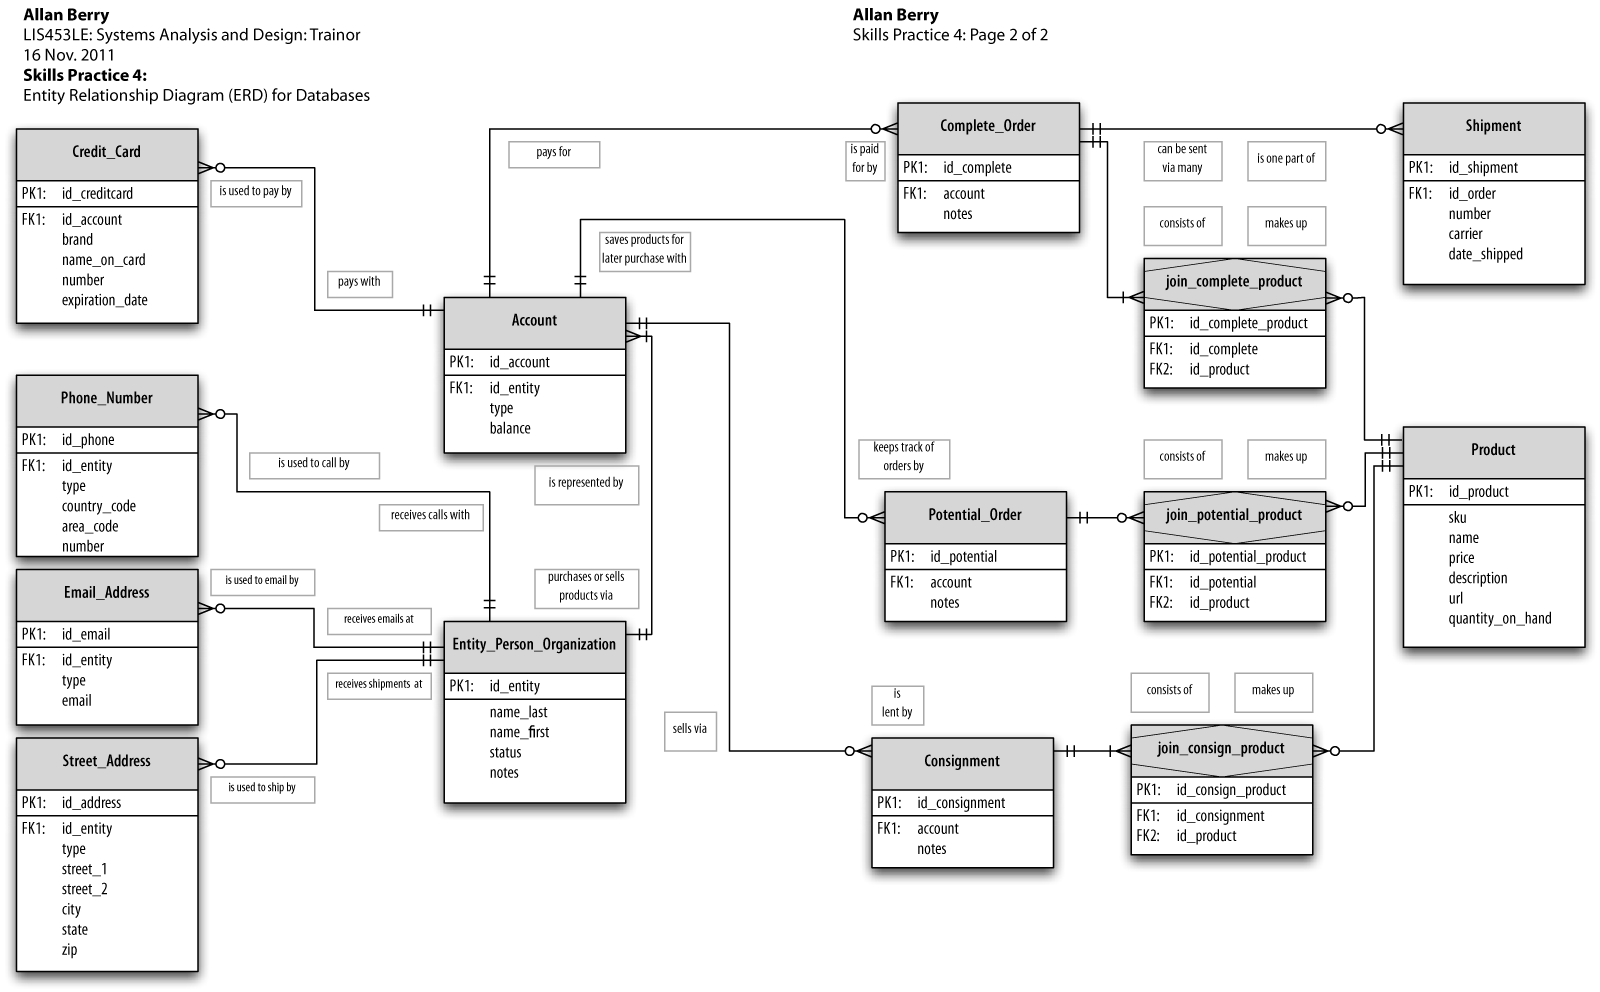 Allan Berry
LIS453LE: Systems Analysis and Design: Trainor
16 Nov. 2011
Skills Practice 4:
Entity Relationship Diagram (ERD) for Databases
Allan Berry
Skills Practice 4: Page 2 of 2
Credit_Card
PK1: id_creditcard
FK1: id_account
brand
name_on_card
number
expiration_date
is used to pay by
pays with
Phone_Number
PK1: id_phone
FK1: id_entity
type
country_code
area_code
number
is used to call by
receives calls with
Email_Address
PK1: id_email
FK1: id_entity
type
email
is used to email by
receives emails at
Street_Address
PK1: id_address
FK1: id_entity
type
street_1
street_2
city
state
zip
receives shipments at
is used to ship by
pays for
saves products for
later purchase with
Account
PK1: id_account
FK1: id_entity
type
balance
is represented by
purchases or sells
products via
Entity_Person_Organization
PK1: id_entity
name_last
name_first
status
notes
sells via
is paid
for by
Complete_Order
PK1: id_complete
FK1: account
notes
can be sent
via many
is one part of
Shipment
PK1: id_shipment
FK1: id_order
number
carrier
date_shipped
consists of
makes up
join_complete_product
PK1: id_complete_product
FK1: id_complete
FK2: id_product
keeps track of
orders by
Potential_Order
PK1: id_potential
FK1: account
notes
consists of
makes up
join_potential_product
PK1: id_potential_product
FK1: id_potential
FK2: id_product
Product
PK1: id_product
sku
name
price
description
url
quantity_on_hand
is
lent by
Consignment
PK1: id_consignment
FK1: account
notes
consists of
makes up
join_consign_product
PK1: id_consign_product
FK1: id_consignment
FK2: id_product